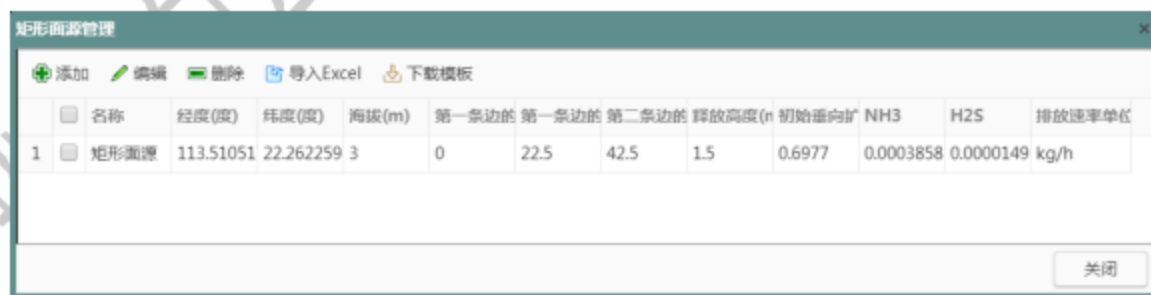 矩形面源管理 ×
添加 编辑 删除 导入Excel 下载模板
名称 经度(度) 纬度(度) 海拔(m) 第一条边的 第一条边的 第二条边的 释放高度(m 初始垂向扩 NH3 H2S 排放速率单位
1 矩形面源 113.51051 22.262259 3 0 22.5 42.5 1.5 0.6977 0.0003858 0.0000149 kg/h
关闭